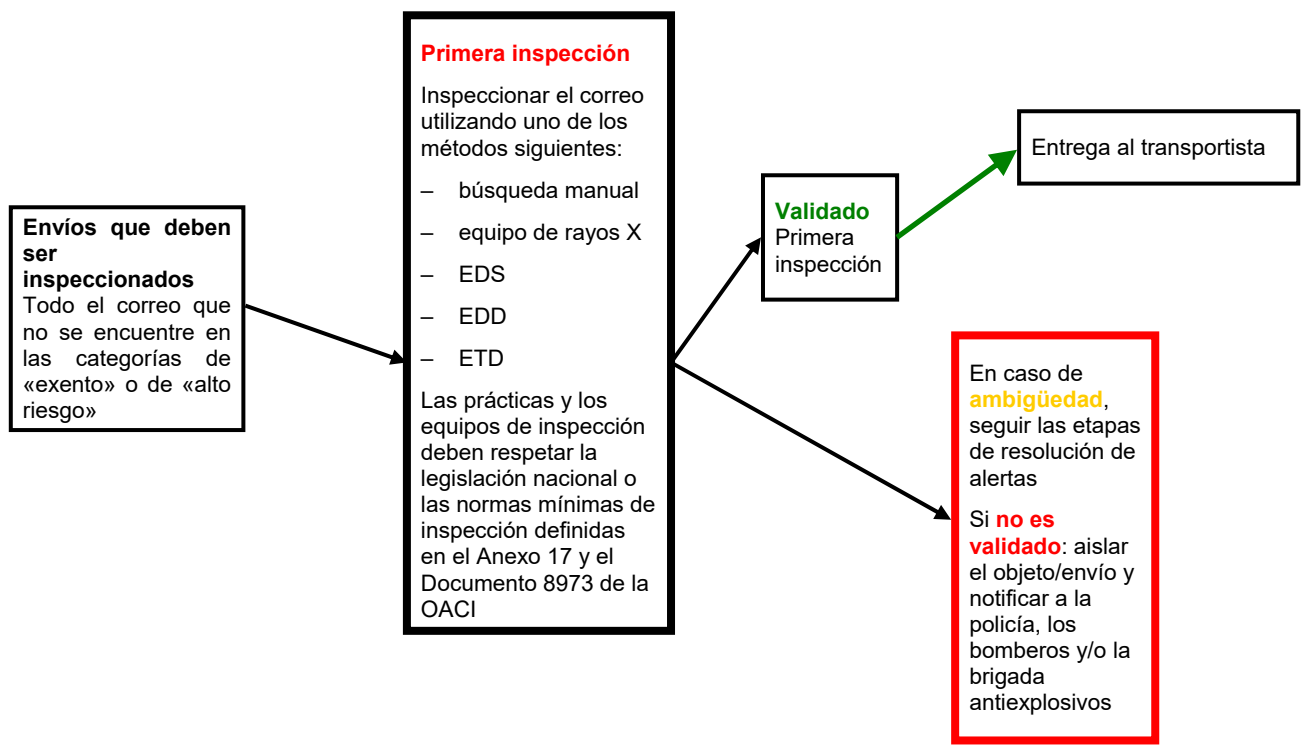 Envíos que deben
ser
inspeccionados
Todo el correo que
no se encuentre en
las categorías de
«exento» o de «alto
riesgo»
Primera inspección
Inspeccionar el correo
utilizando uno de los
métodos siguientes:
– búsqueda manual
– equipo de rayos X
– EDS
– EDD
– ETD
Las prácticas y los
equipos de inspección
deben respetar la
legislación nacional o
las normas mínimas de
inspección definidas
en el Anexo 17 y el
Documento 8973 de la
OACI
Validado
Primera
inspección
Entrega al transportista
En caso de
ambigüedad,
seguir las etapas
de resolución de
alertas
Si no es
validado: aislar
el objeto/envío y
notificar a la
policía, los
bomberos y/o la
brigada
antiexplosivos